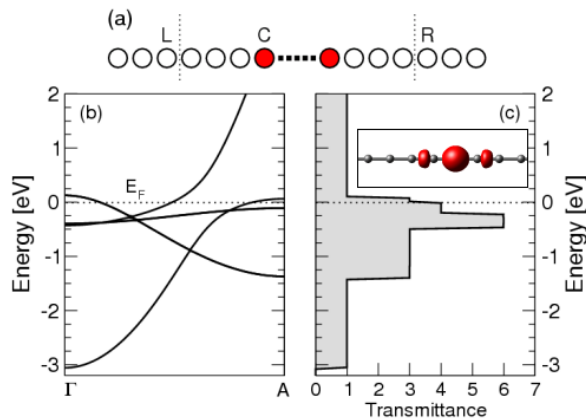 (a)
L C R
(b)
(c)
E_F
Energy [eV]
2
1
0
-1
-2
-3
Γ A
2
1
0
-1
-2
-3
Energy [eV]
0 1 2 3 4 5 6 7
Transmittance